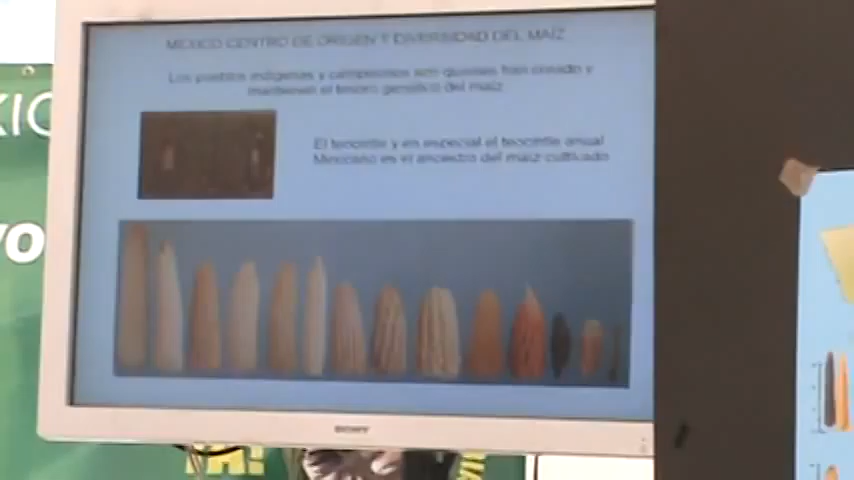 MEXICO CENTRO DE ORIGEN Y DIVERSIDAD DEL MAÍZ
Los pueblos indígenas y campesinos son quienes han creado y
mantienen el tesoro genético del maíz
El teocintle y en especial el teocintle anual
Mexicano es el ancestro del maíz cultivado
SONY